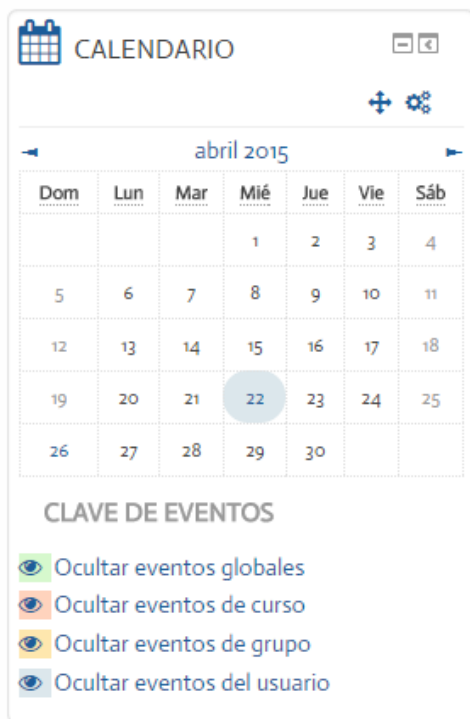 CALENDARIO
abril 2015
Dom Lun Mar Mié Jue Vie Sáb
1 2 3 4
5 6 7 8 9 10 11
12 13 14 15 16 17 18
19 20 21 22 23 24 25
26 27 28 29 30
CLAVE DE EVENTOS
Ocultar eventos globales
Ocultar eventos de curso
Ocultar eventos de grupo
Ocultar eventos del usuario